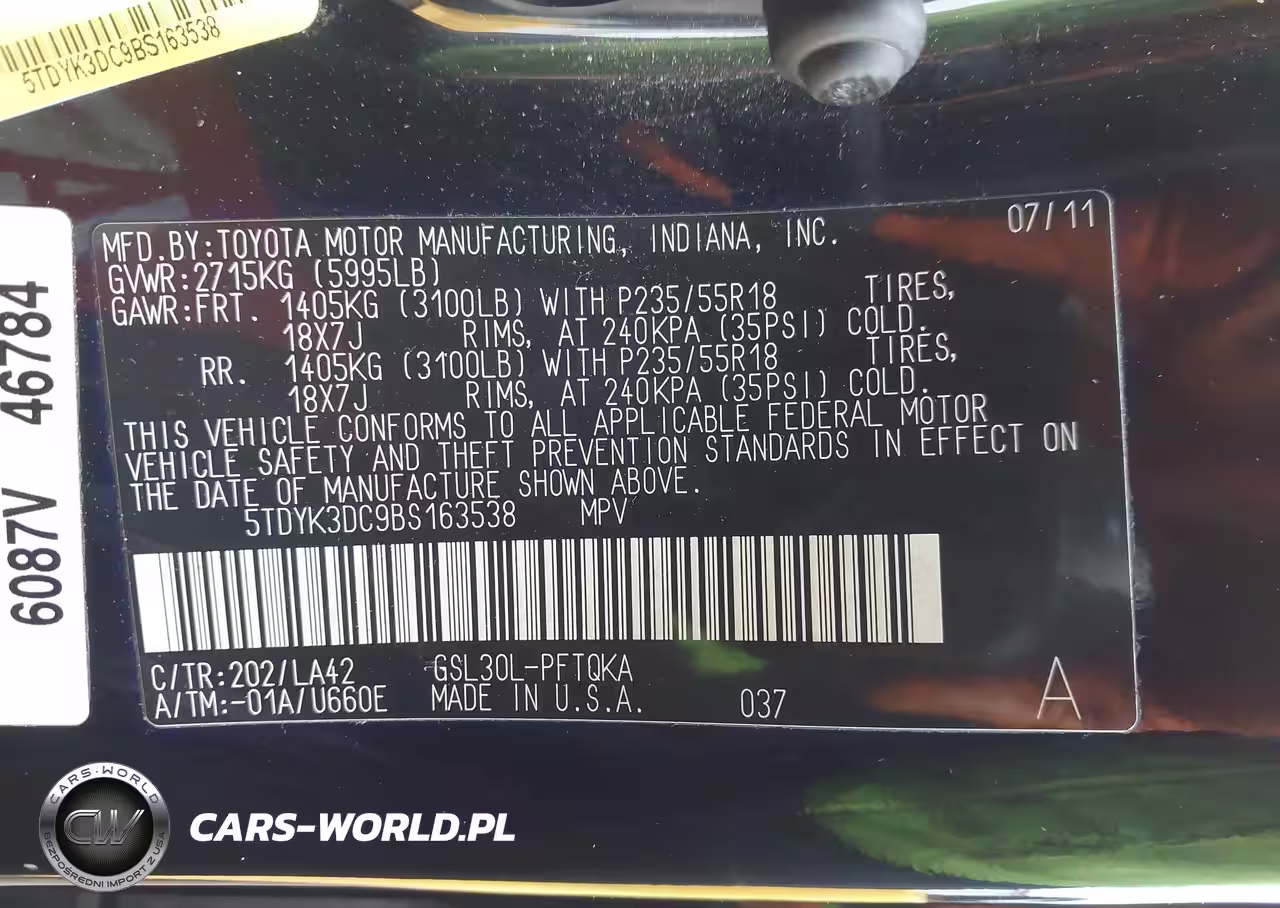 5TDYK3DC9BS163538
07/11
MFD.BY:TOYOTA MOTOR MANUFACTURING, INDIANA, INC.
GVWR:2715KG (5995LB)
GAWR:FRT. 1405KG (3100LB) WITH P235/55R18 TIRES,
18X7J RIMS, AT 240KPA (35PSI) COLD.
RR. 1405KG (3100LB) WITH P235/55R18 TIRES,
18X7J RIMS, AT 240KPA (35PSI) COLD.
THIS VEHICLE CONFORMS TO ALL APPLICABLE FEDERAL MOTOR
VEHICLE SAFETY AND THEFT PREVENTION STANDARDS IN EFFECT ON
THE DATE OF MANUFACTURE SHOWN ABOVE.
5TDYK3DC9BS163538 MPV
C/TR:202/LA42 GSL30L-PFTQKA
A/TM:-01A/U660E MADE IN U.S.A. 037 A
6087V 46784
CARS-WORLD
CW
BEZPOŚREDNI IMPORT Z USA
CARS-WORLD.PL